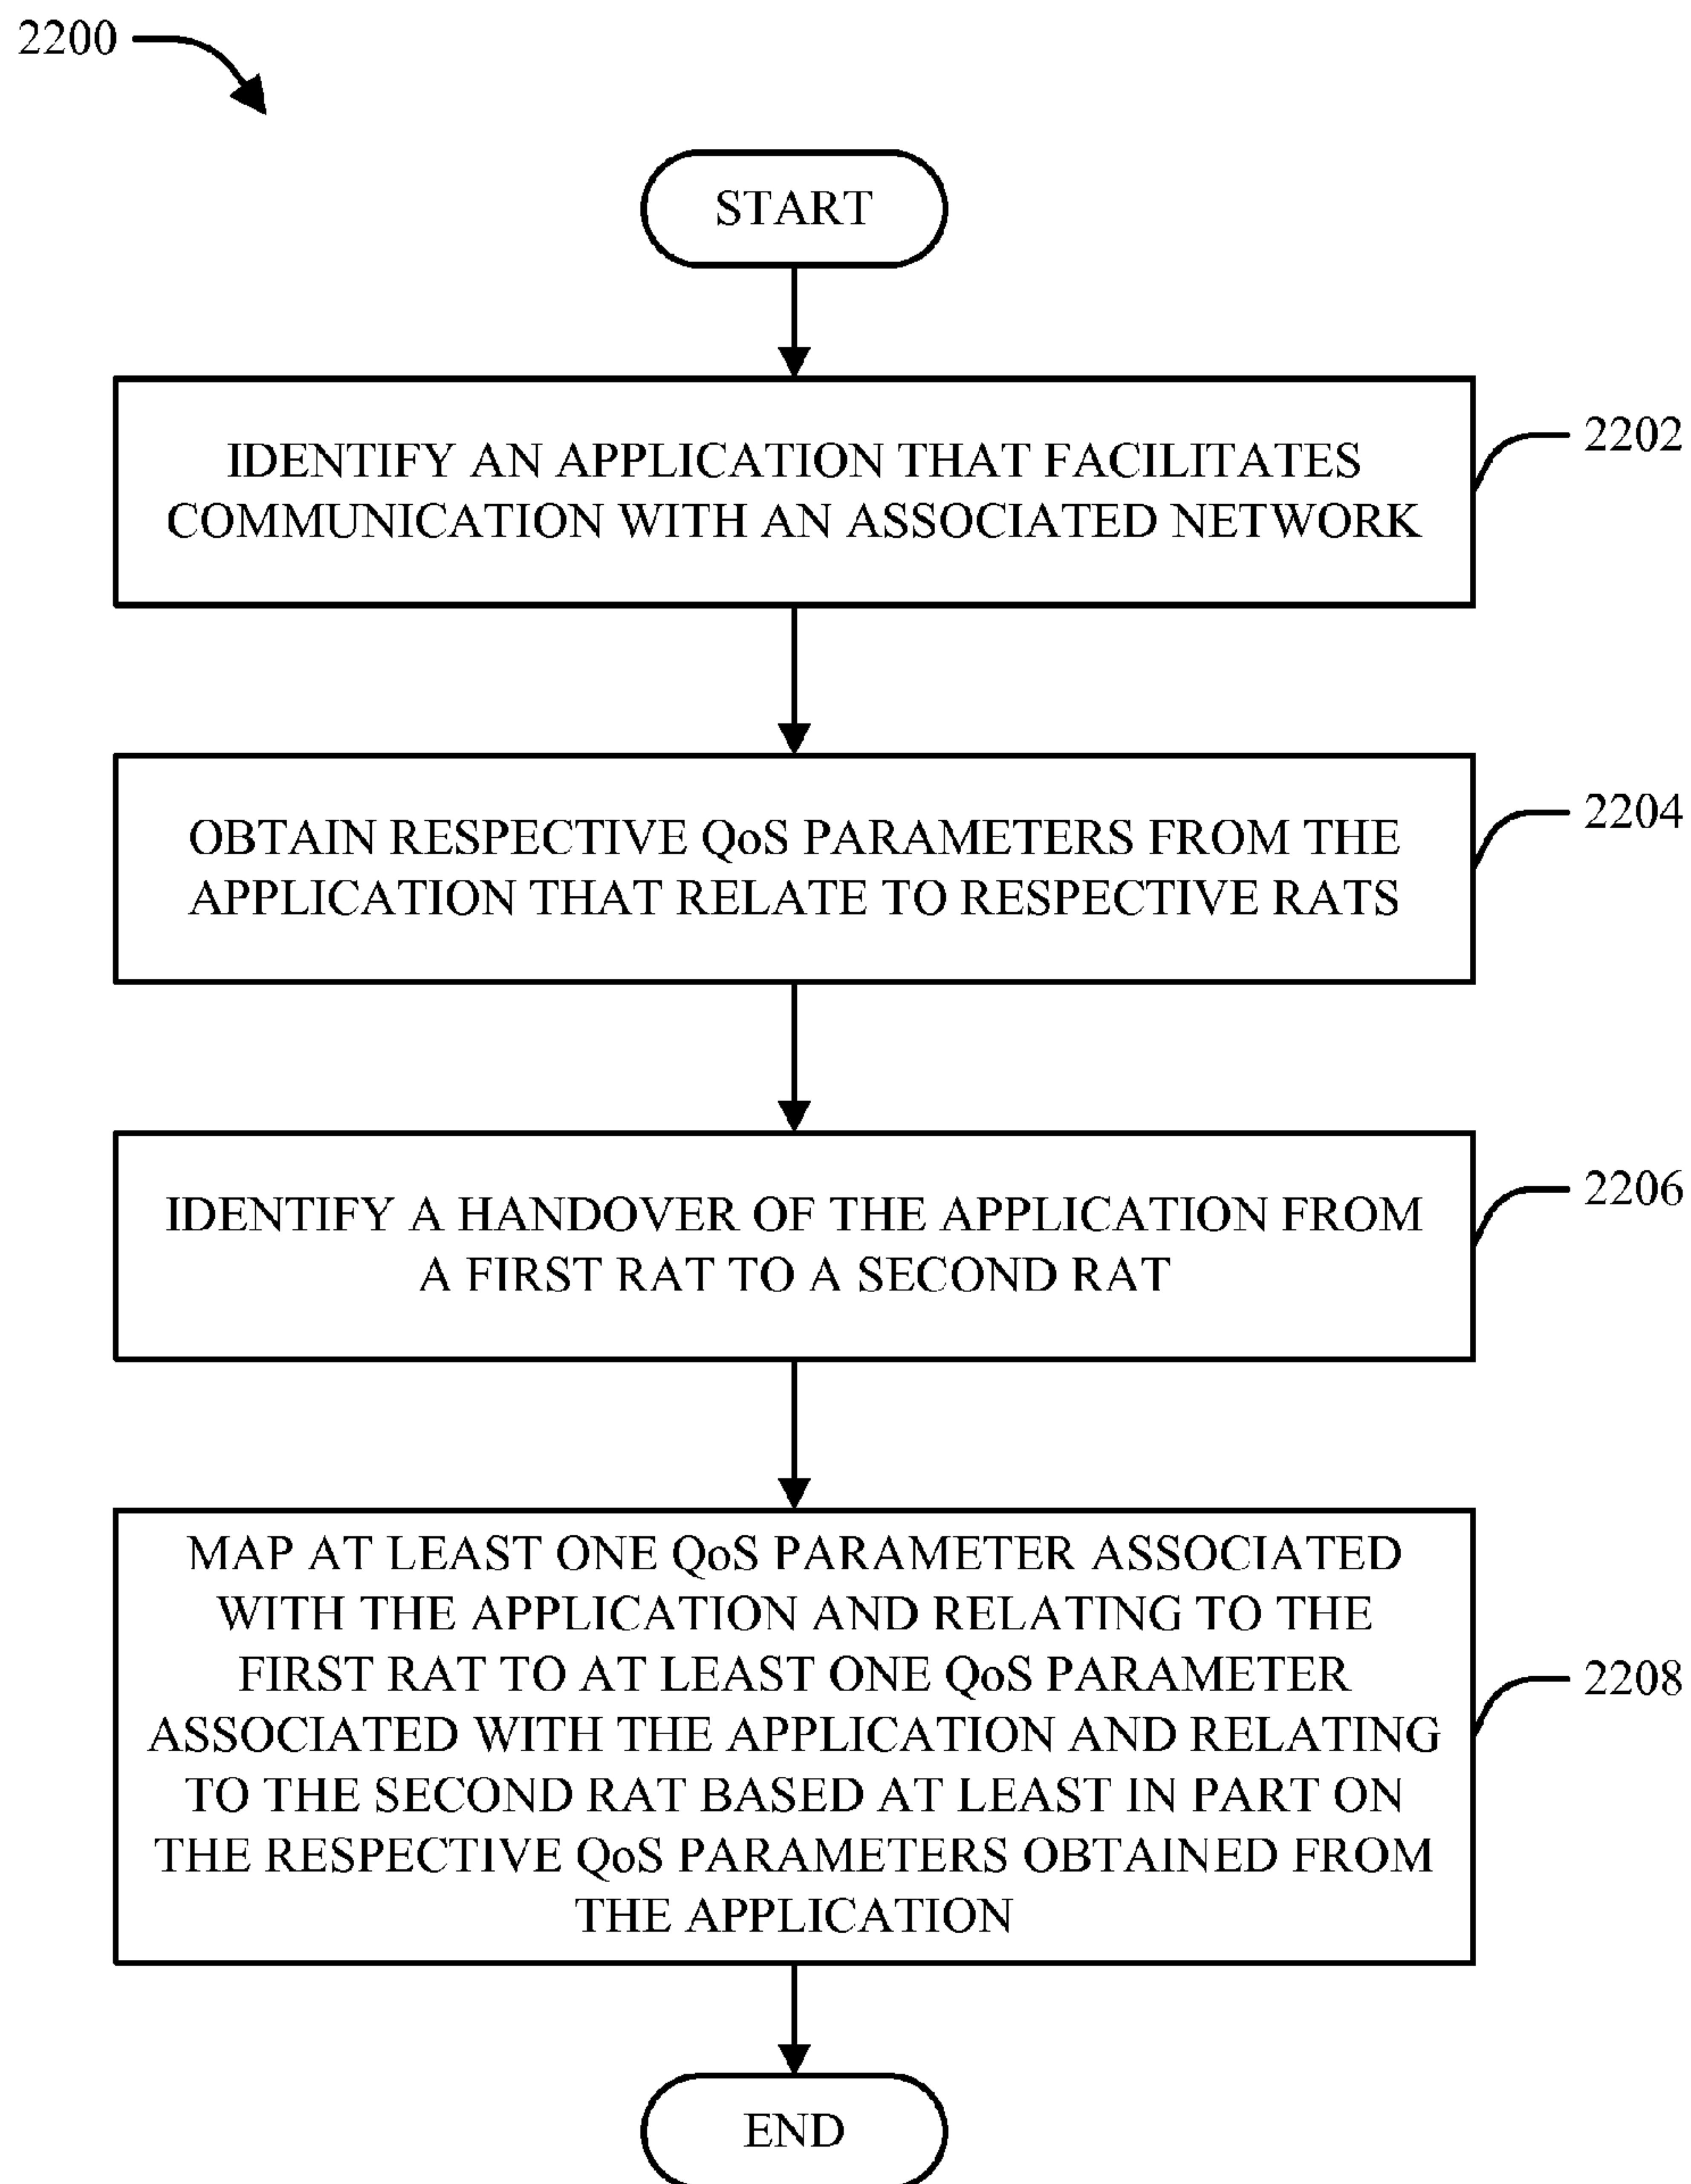 2200
START
IDENTIFY AN APPLICATION THAT FACILITATES
COMMUNICATION WITH AN ASSOCIATED NETWORK
2202
OBTAIN RESPECTIVE QoS PARAMETERS FROM THE
APPLICATION THAT RELATE TO RESPECTIVE RATS
2204
IDENTIFY A HANDOVER OF THE APPLICATION FROM
A FIRST RAT TO A SECOND RAT
2206
MAP AT LEAST ONE QoS PARAMETER ASSOCIATED
WITH THE APPLICATION AND RELATING TO THE
FIRST RAT TO AT LEAST ONE QoS PARAMETER
ASSOCIATED WITH THE APPLICATION AND RELATING
TO THE SECOND RAT BASED AT LEAST IN PART ON
THE RESPECTIVE QoS PARAMETERS OBTAINED FROM
THE APPLICATION
2208
END